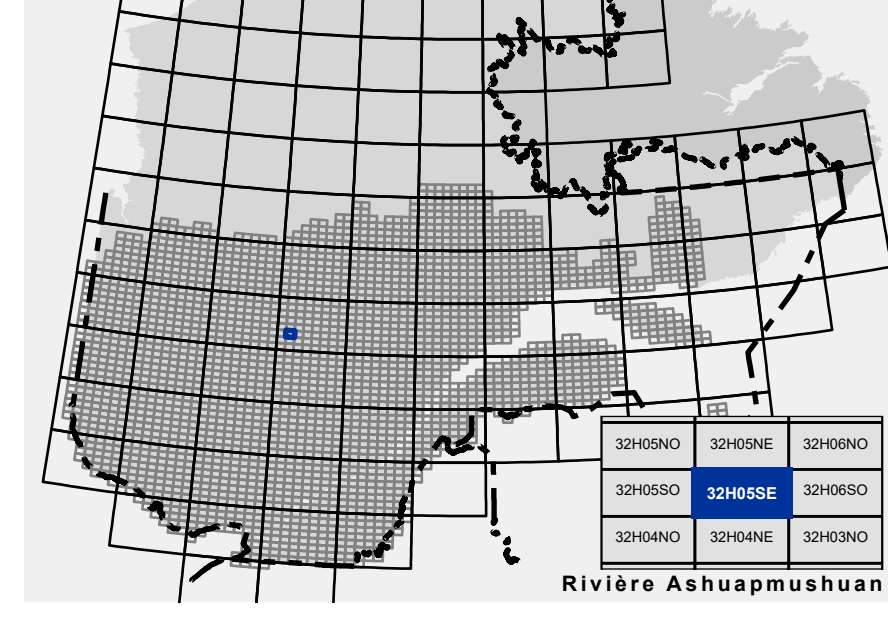 32H05NO 32H05NE 32H06NO
32H05SO 32H05SE 32H06SO
32H04NO 32H04NE 32H03NO
Rivière Ashuapmushuan